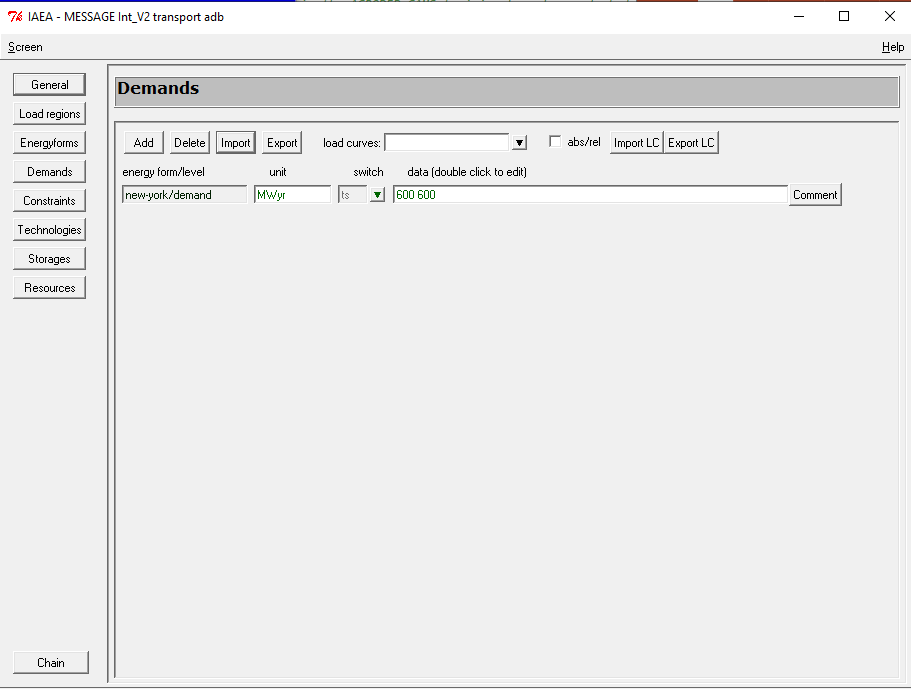 IAEA - MESSAGE Int_V2 transport adb
Screen Help
General
Load regions
Energyforms
Demands
Constraints
Technologies
Storages
Resources
Chain
Demands
Add Delete Import Export load curves: abs/rel Import LC Export LC
energy form/level unit switch data (double click to edit)
new-york/demand MWyr ts 600 600 Comment